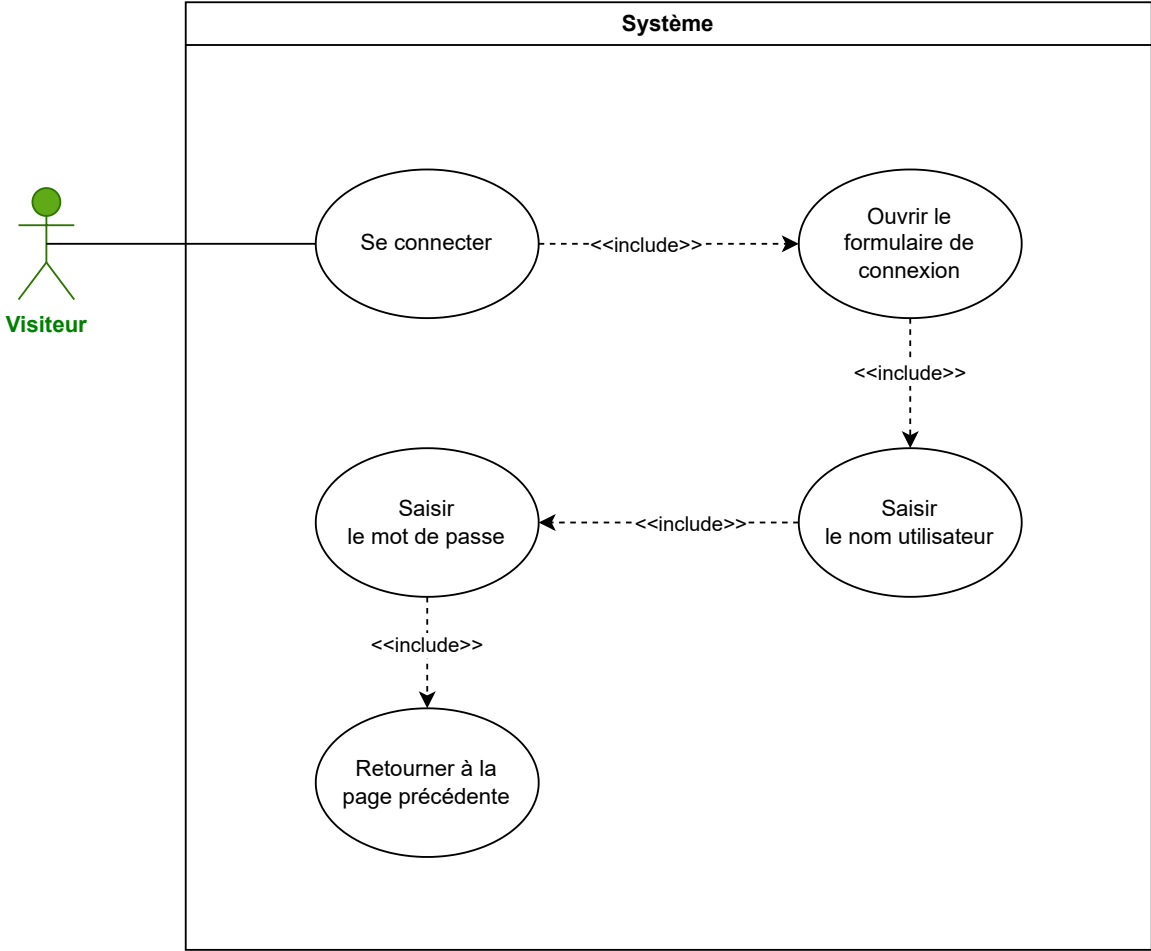 Système
Se connecter
<<include>>
Ouvrir le
formulaire de
connexion
Visiteur
<<include>>
Saisir
le mot de passe
<<include>>
Saisir
le nom utilisateur
<<include>>
Retourner à la
page précédente